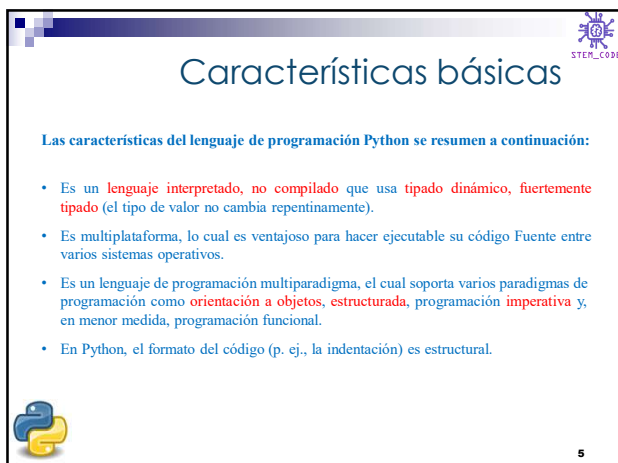 STEM_CODE
Características básicas
Las características del lenguaje de programación Python se resumen a continuación:
• Es un lenguaje interpretado, no compilado que usa tipado dinámico, fuertemente
tipado (el tipo de valor no cambia repentinamente).
• Es multiplataforma, lo cual es ventajoso para hacer ejecutable su código Fuente entre
varios sistemas operativos.
• Es un lenguaje de programación multiparadigma, el cual soporta varios paradigmas de
programación como orientación a objetos, estructurada, programación imperativa y,
en menor medida, programación funcional.
• En Python, el formato del código (p. ej., la indentación) es estructural.
5